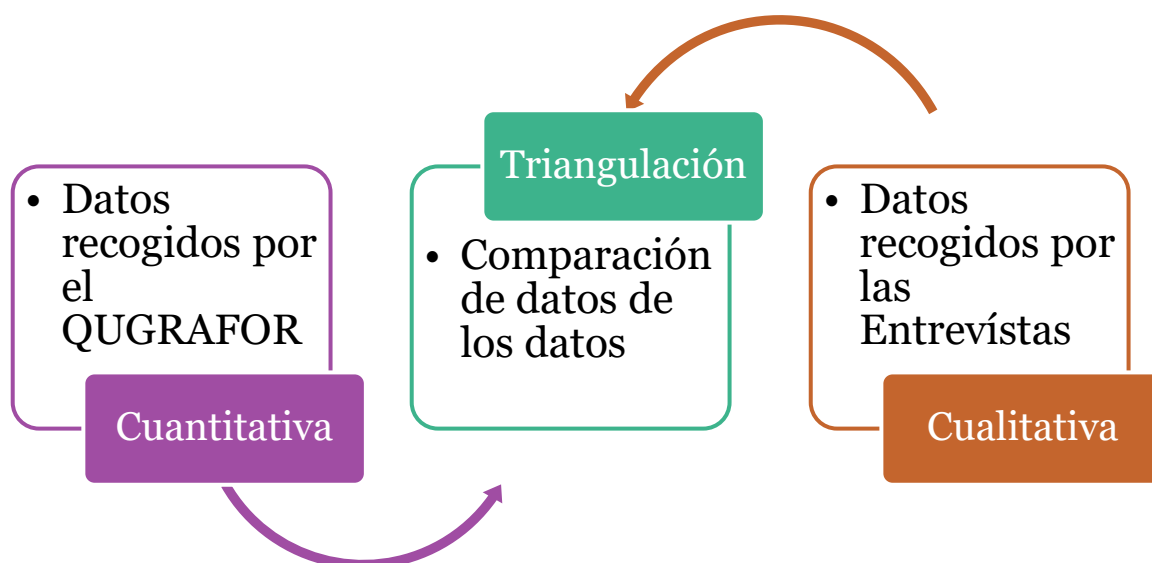 • Datos
recogidos por
el
QUGRAFOR
Cuantitativa
Triangulación
• Comparación
de datos de
los datos
• Datos
recogidos por
las
Entrevístas
Cualitativa